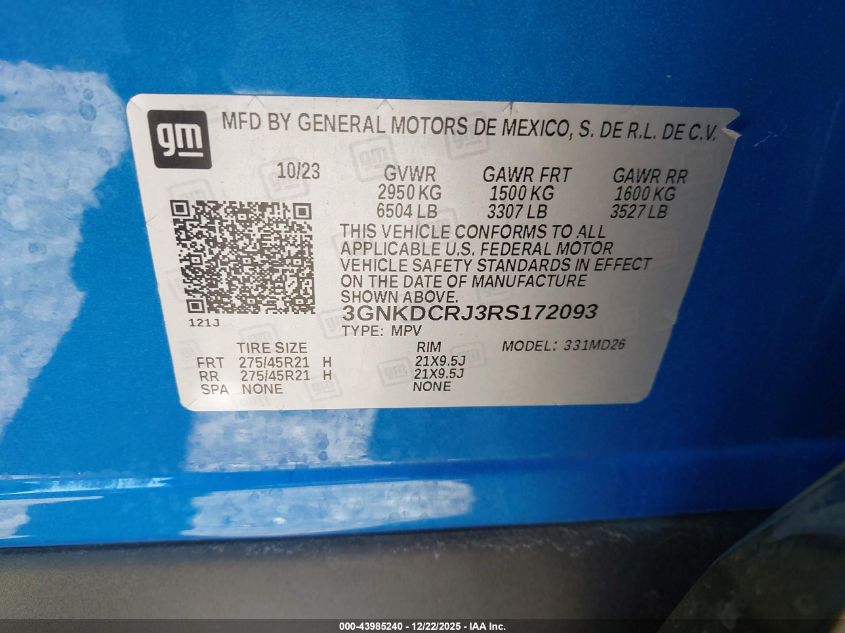 gm
MFD BY GENERAL MOTORS DE MEXICO, S. DE R.L. DE C.V.
10/23 GVWR GAWR FRT GAWR RR
2950 KG 1500 KG 1600 KG
6504 LB 3307 LB 3527 LB
THIS VEHICLE CONFORMS TO ALL
APPLICABLE U.S. FEDERAL MOTOR
VEHICLE SAFETY STANDARDS IN EFFECT
ON THE DATE OF MANUFACTURE
SHOWN ABOVE.
3GNKDCRJ3RS172093
121J
TYPE: MPV
TIRE SIZE RIM MODEL: 331MD26
FRT 275/45R21 H 21X9.5J
RR 275/45R21 H 21X9.5J
SPA NONE NONE
000-43985240 - 12/22/2025 - IAA Inc.